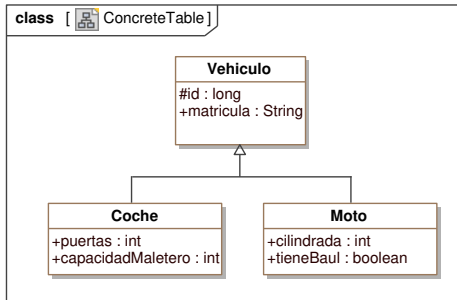 class [ ConcreteTable ]
Vehiculo
#id : long
+matricula : String
Coche
+puertas : int
+capacidadMaletero : int
Moto
+cilindrada : int
+tieneBaul : boolean